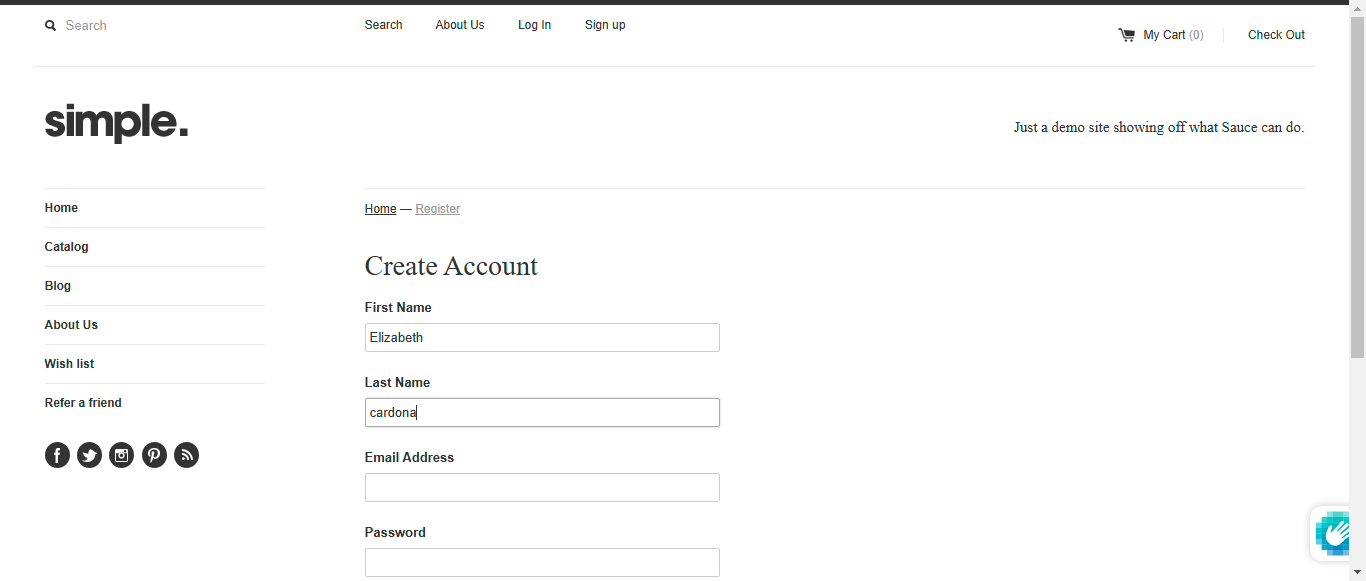 Search
Search About Us Log In Sign up
My Cart (0) Check Out
simple.
Just a demo site showing off what Sauce can do.
Home
Catalog
Blog
About Us
Wish list
Refer a friend
Home — Register
Create Account
First Name
Elizabeth
Last Name
cardona
Email Address
Password